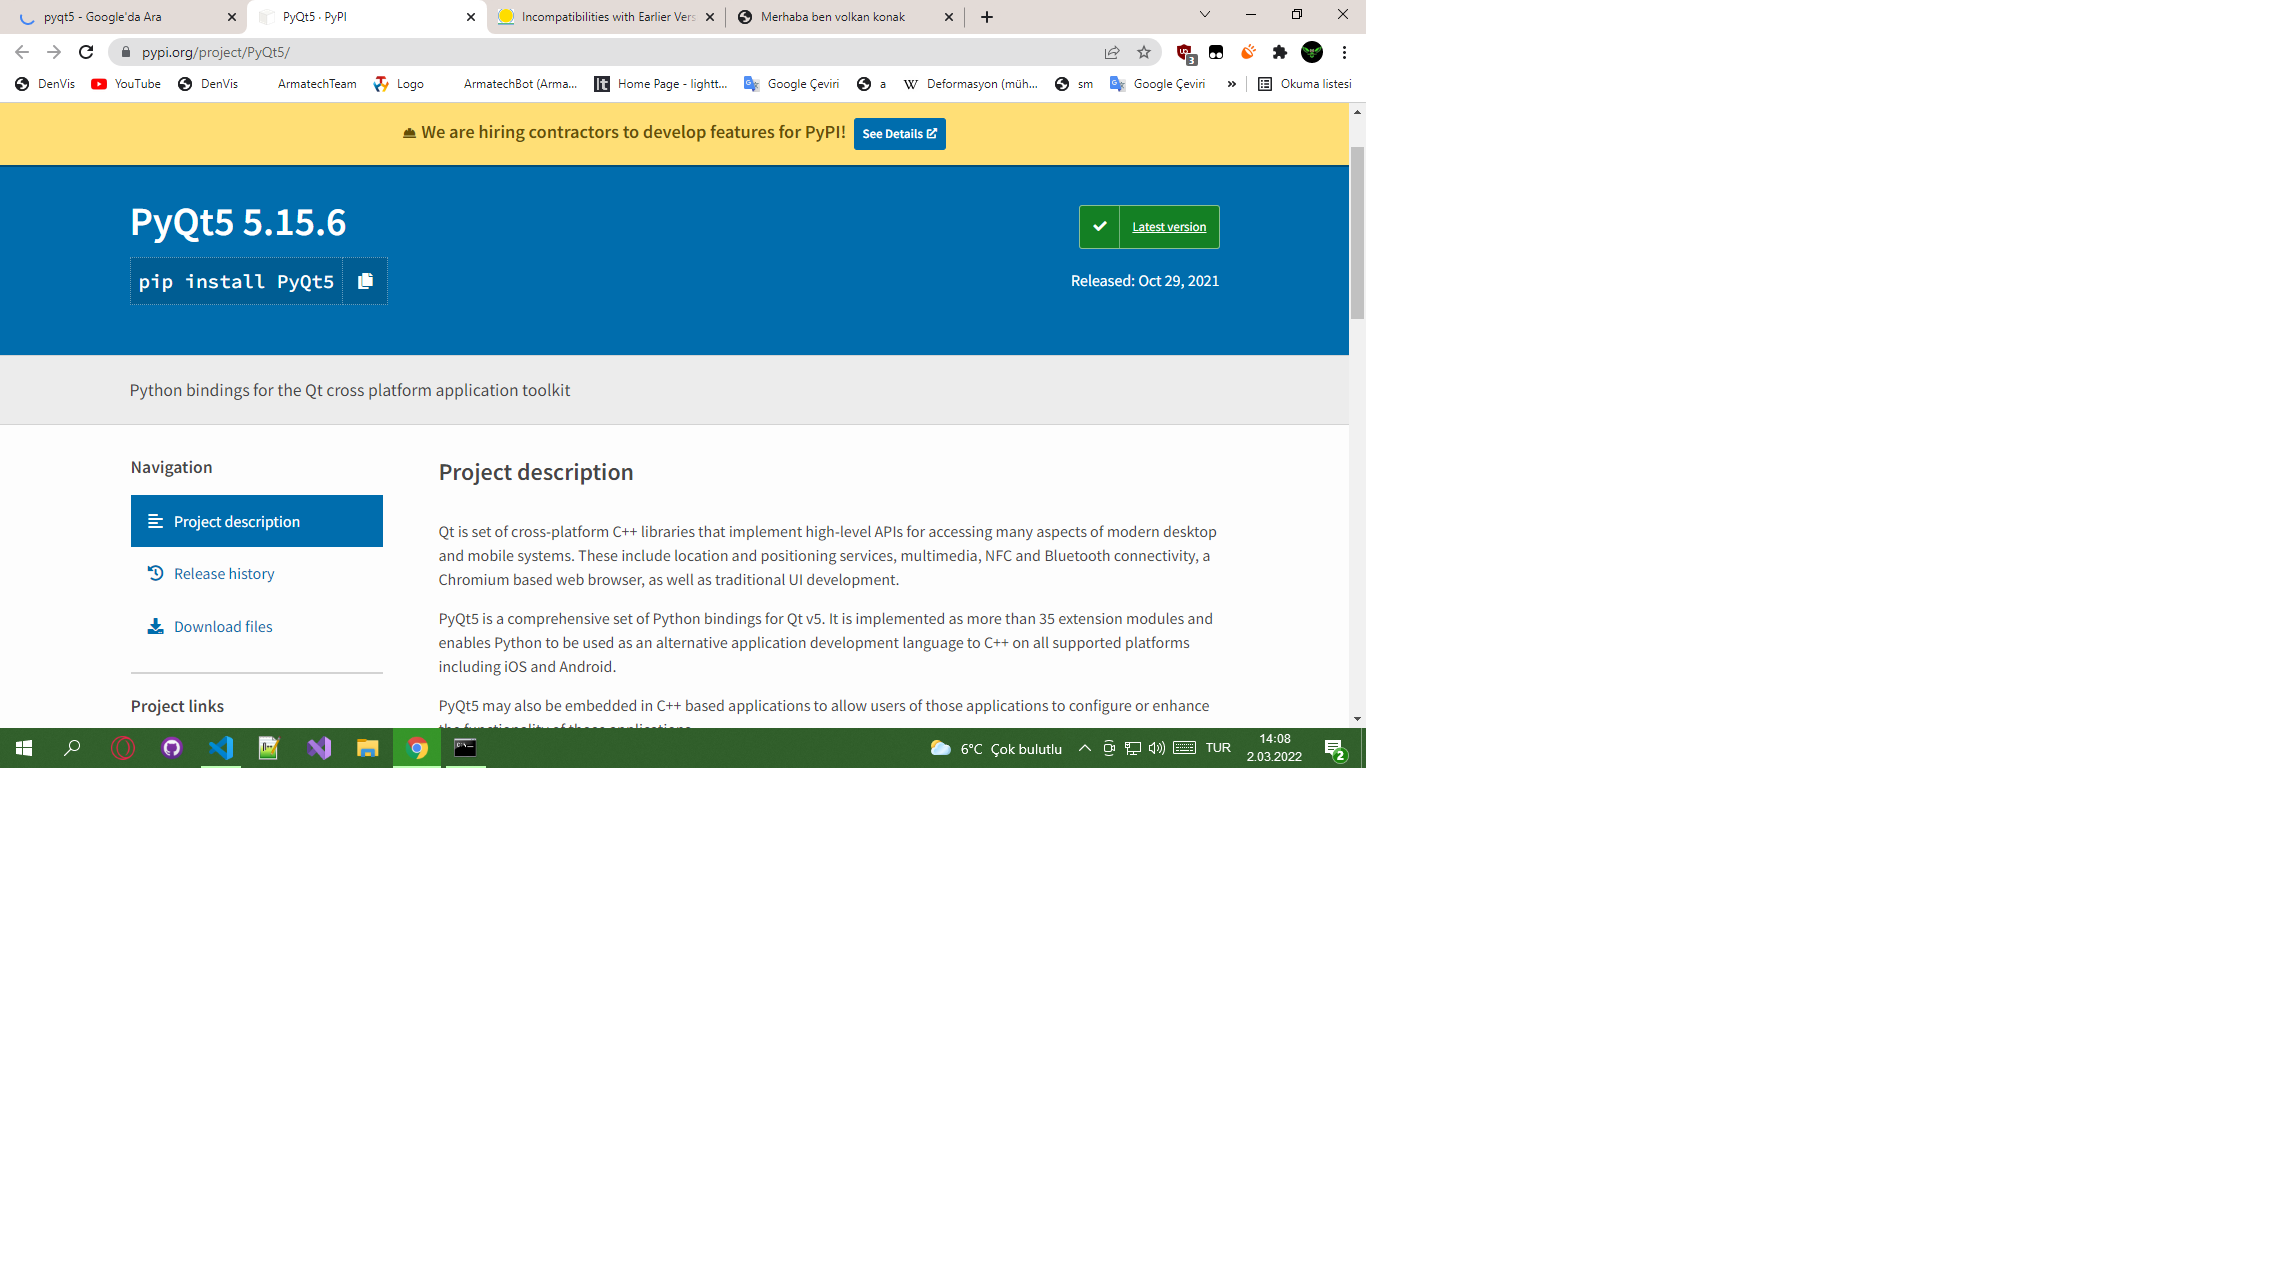 pyqt5 - Google'da Ara
PyQt5 · PyPI
Incompatibilities with Earlier Vers
Merhaba ben volkan konak
pypi.org/project/PyQt5/
3
DenVis
YouTube
DenVis
ArmatechTeam
Logo
ArmatechBot (Arma...
lt
Home Page - lightt...
Google Çeviri
a
W
Deformasyon (müh...
sm
Google Çeviri
»
Okuma listesi
We are hiring contractors to develop features for PyPI!
See Details
PyQt5 5.15.6
Latest version
pip install PyQt5
Released: Oct 29, 2021
Python bindings for the Qt cross platform application toolkit
Navigation
Project description
Release history
Download files
Project links
Project description
Qt is set of cross-platform C++ libraries that implement high-level APIs for accessing many aspects of modern desktop
and mobile systems. These include location and positioning services, multimedia, NFC and Bluetooth connectivity, a
Chromium based web browser, as well as traditional UI development.
PyQt5 is a comprehensive set of Python bindings for Qt v5. It is implemented as more than 35 extension modules and
enables Python to be used as an alternative application development language to C++ on all supported platforms
including iOS and Android.
PyQt5 may also be embedded in C++ based applications to allow users of those applications to configure or enhance
the functionality of those applications.
6°C Çok bulutlu
TUR
14:08
2.03.2022
2